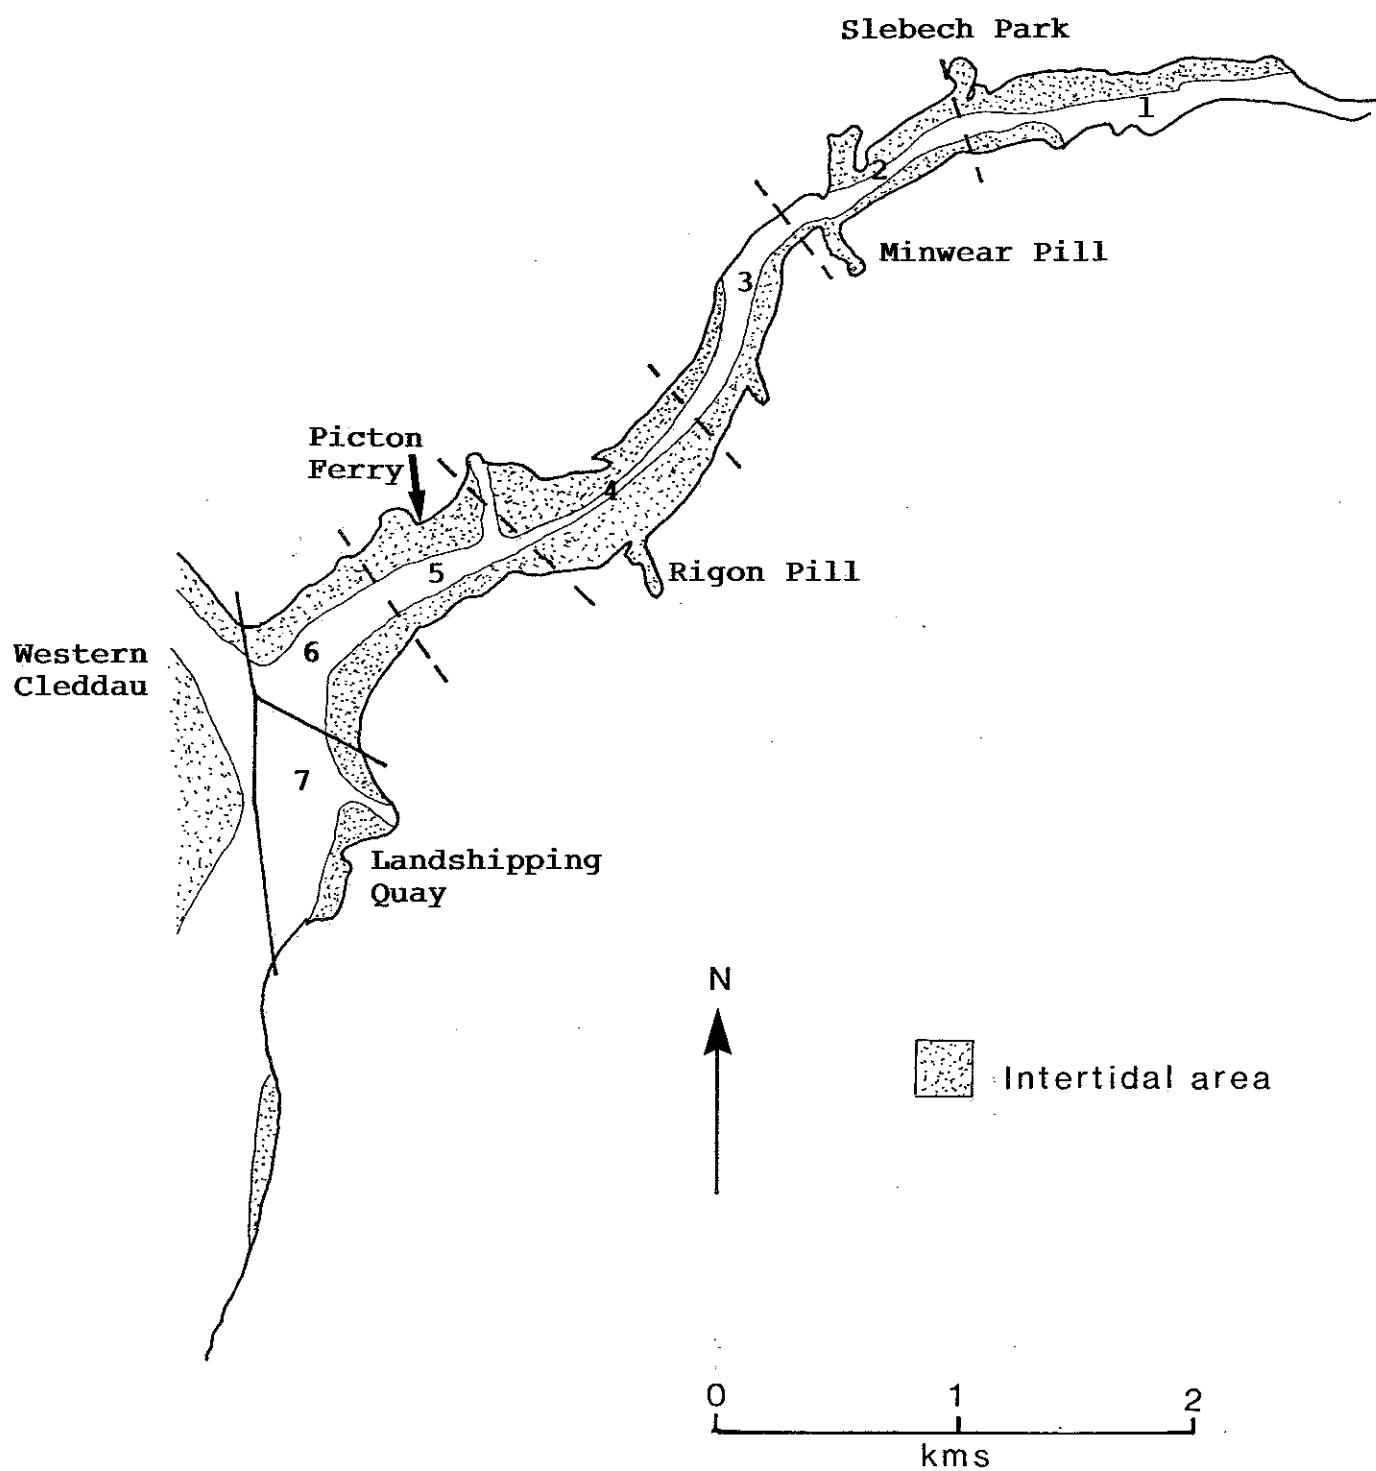 Slebech Park
1
2
Minwear Pill
3
Picton
Ferry
4
5
Rigon Pill
6
Western
Cleddau
7
Landshipping
Quay
N
Intertidal area
0 1 2
kms